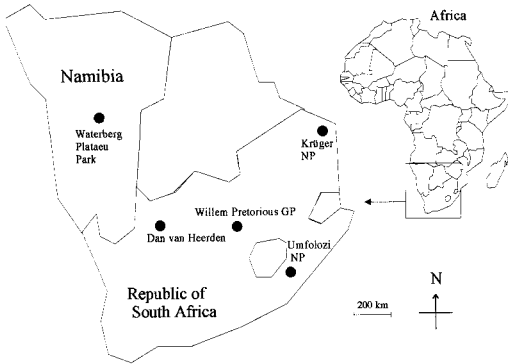 Africa
Namibia
Waterberg
Plataeu
Park
Krüger
NP
Willem Pretorious GP
Dan van Heerden
Umfolozi
NP
Republic of
South Africa
200 km
N